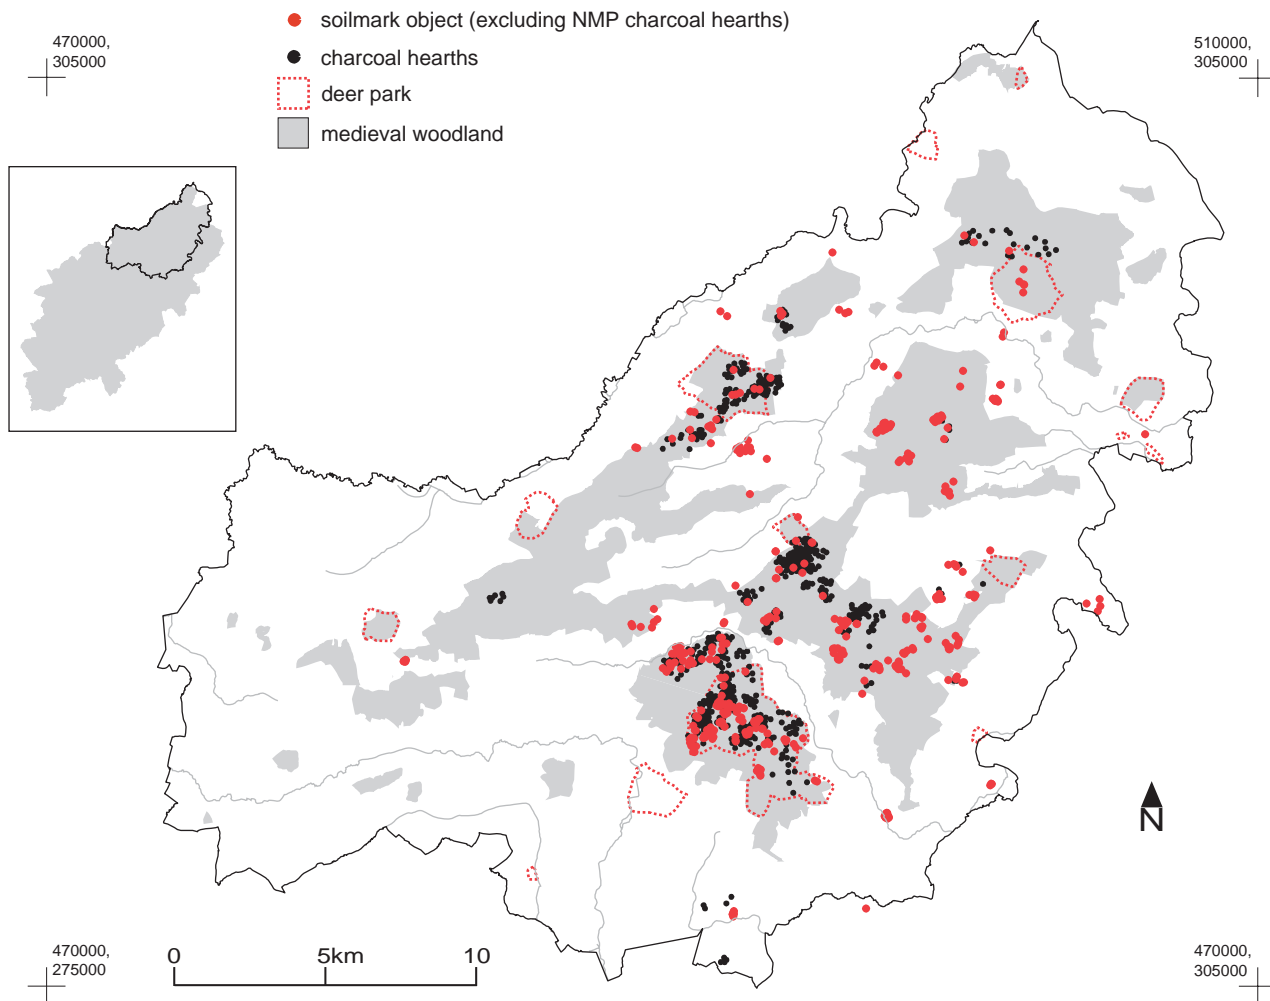 soilmark object (excluding NMP charcoal hearths)
charcoal hearths
deer park
medieval woodland
470000,
305000
510000,
305000
N
0 5km 10
470000,
275000
470000,
305000